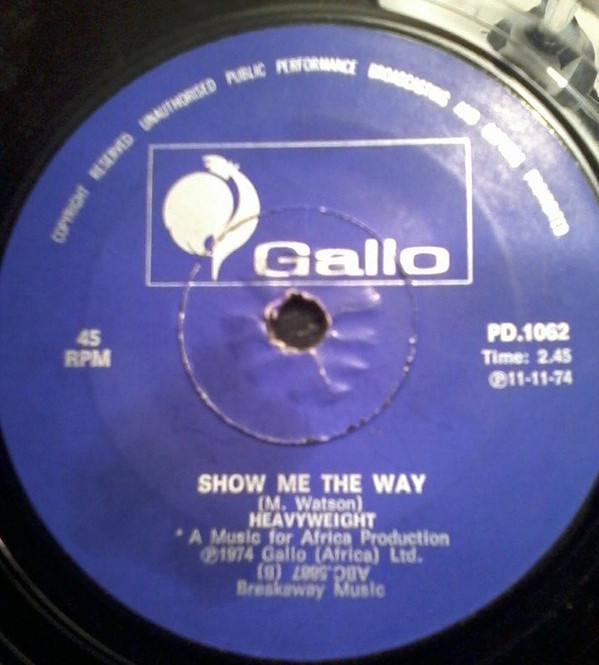 COPYRIGHT RESERVED UNAUTHORISED PUBLIC PERFORMANCE BROADCASTING AND COPYING PROHIBITED
Gallo
45
RPM
PD.1062
Time: 2.45
℗11-11-74
SHOW ME THE WAY
(M. Watson)
HEAVYWEIGHT
* A Music for Africa Production
℗1974 Gallo (Africa) Ltd.
ABC.5667 (B)
Breakaway Music